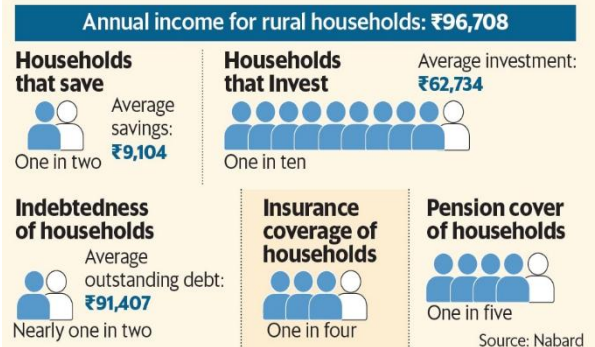 Annual income for rural households: ₹96,708
Households
that save
Average
savings:
₹9,104
One in two
Households
that Invest
Average investment:
₹62,734
One in ten
Indebtedness
of households
Average
outstanding debt:
₹91,407
Nearly one in two
Insurance
coverage of
households
One in four
Pension cover
of households
One in five
Source: Nabard